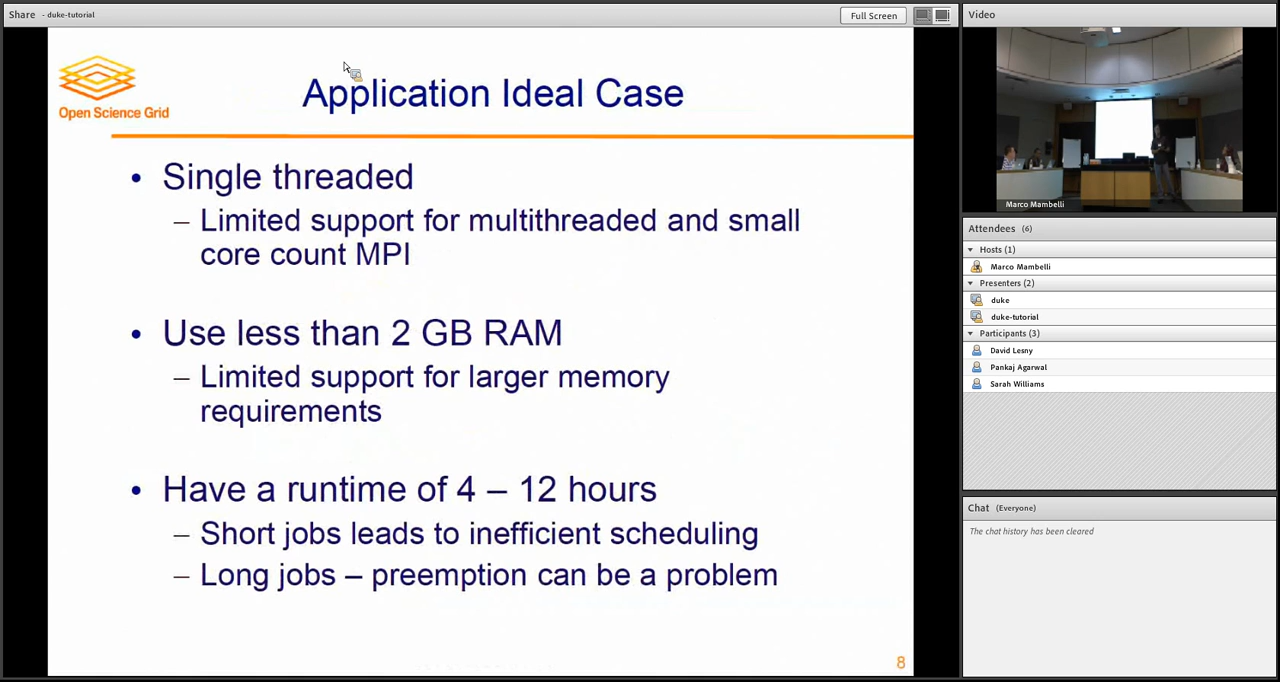 Share - duke-tutorial
Full Screen
Open Science Grid
Application Ideal Case
• Single threaded
– Limited support for multithreaded and small
core count MPI
• Use less than 2 GB RAM
– Limited support for larger memory
requirements
• Have a runtime of 4 – 12 hours
– Short jobs leads to inefficient scheduling
– Long jobs – preemption can be a problem
8
Video
Marco Mambelli
Attendees (6)
Hosts (1)
Marco Mambelli
Presenters (2)
duke
duke-tutorial
Participants (3)
David Lesny
Pankaj Agarwal
Sarah Williams
Chat (Everyone)
The chat history has been cleared